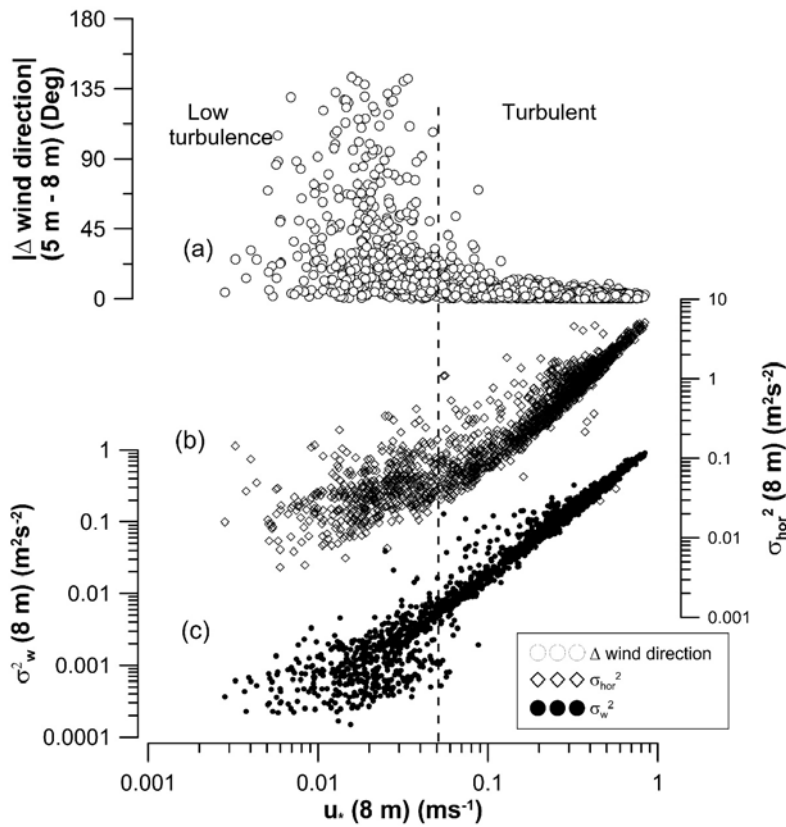 |Δ wind direction|
(5 m - 8 m) (Deg)
180
135
90
45
0
Low
turbulence
Turbulent
(a)
(b)
(c)
10
1
0.1
0.01
0.001
σhor² (8 m) (m²s⁻²)
1
0.1
0.01
0.001
0.0001
σ²w (8 m) (m²s⁻²)
Δ wind direction
σhor²
σw²
0.001
0.01
0.1
1
u* (8 m) (ms⁻¹)